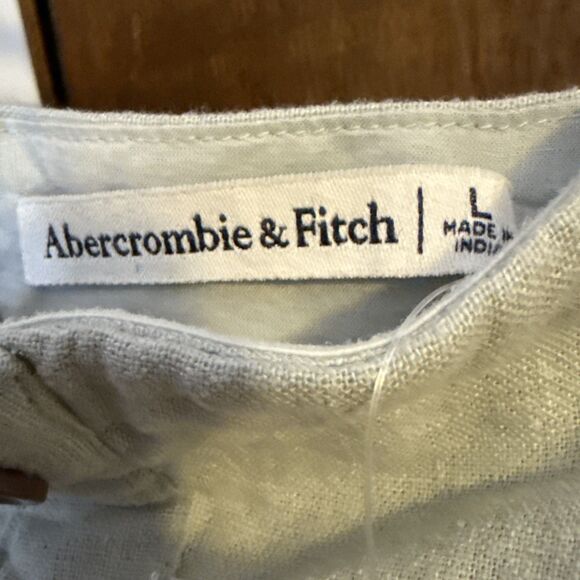 Abercrombie & Fitch | L
MADE IN
INDIA